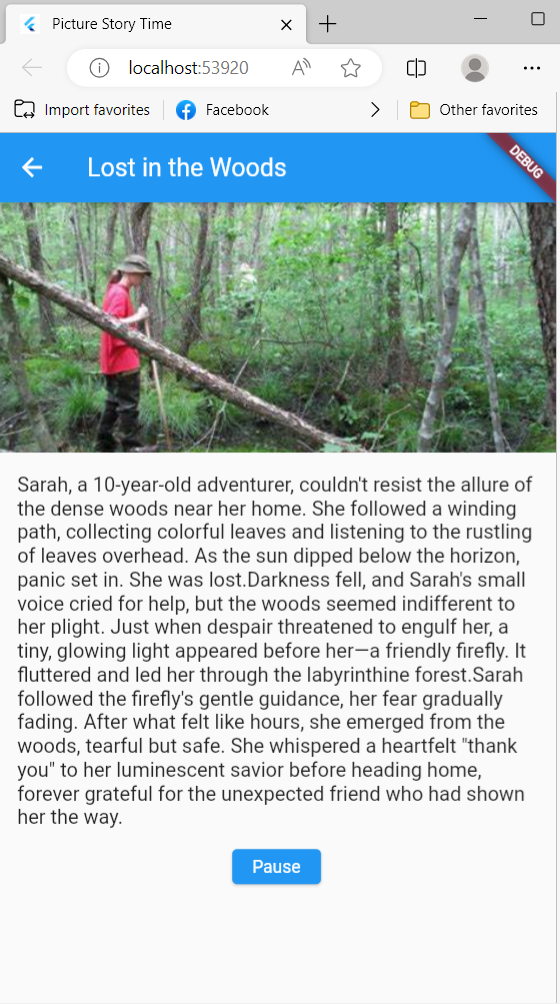 Picture Story Time
localhost:53920
Import favorites Facebook Other favorites
Lost in the Woods
DEBUG
Sarah, a 10-year-old adventurer, couldn't resist the allure of
the dense woods near her home. She followed a winding
path, collecting colorful leaves and listening to the rustling
of leaves overhead. As the sun dipped below the horizon,
panic set in. She was lost.Darkness fell, and Sarah's small
voice cried for help, but the woods seemed indifferent to
her plight. Just when despair threatened to engulf her, a
tiny, glowing light appeared before her—a friendly firefly. It
fluttered and led her through the labyrinthine forest.Sarah
followed the firefly's gentle guidance, her fear gradually
fading. After what felt like hours, she emerged from the
woods, tearful but safe. She whispered a heartfelt "thank
you" to her luminescent savior before heading home,
forever grateful for the unexpected friend who had shown
her the way.
Pause